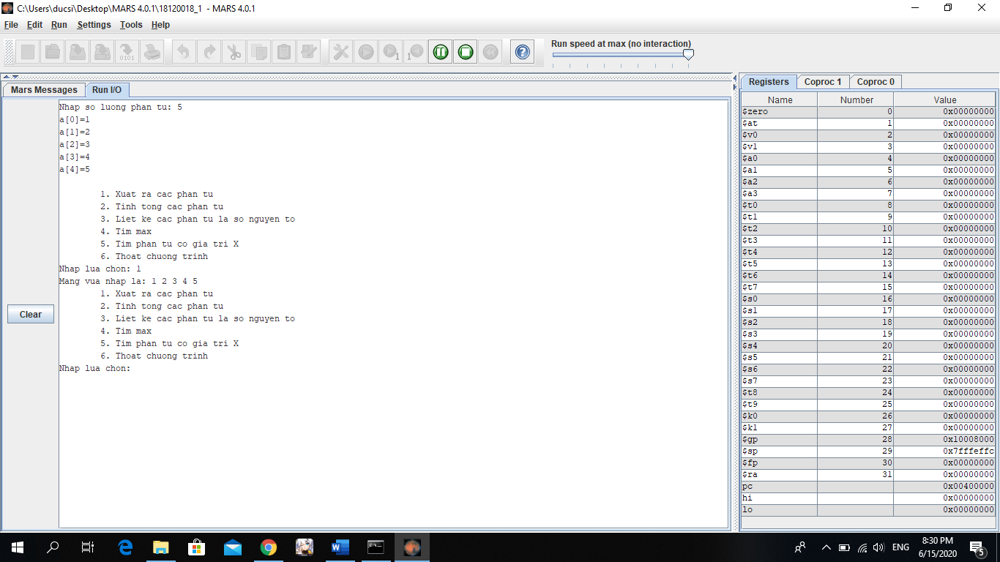 C:\Users\ducsi\Desktop\MARS 4.0.1\18120018_1 - MARS 4.0.1
File Edit Run Settings Tools Help
Run speed at max (no interaction)
Mars Messages Run I/O
Clear
Nhap so luong phan tu: 5
a[0]=1
a[1]=2
a[2]=3
a[3]=4
a[4]=5
1. Xuat ra cac phan tu
2. Tinh tong cac phan tu
3. Liet ke cac phan tu la so nguyen to
4. Tim max
5. Tim phan tu co gia tri X
6. Thoat chuong trinh
Nhap lua chon: 1
Mang vua nhap la: 1 2 3 4 5
1. Xuat ra cac phan tu
2. Tinh tong cac phan tu
3. Liet ke cac phan tu la so nguyen to
4. Tim max
5. Tim phan tu co gia tri X
6. Thoat chuong trinh
Nhap lua chon:
Registers Coproc 1 Coproc 0
Name Number Value
$zero 0 0x00000000
$at 1 0x00000000
$v0 2 0x00000000
$v1 3 0x00000000
$a0 4 0x00000000
$a1 5 0x00000000
$a2 6 0x00000000
$a3 7 0x00000000
$t0 8 0x00000000
$t1 9 0x00000000
$t2 10 0x00000000
$t3 11 0x00000000
$t4 12 0x00000000
$t5 13 0x00000000
$t6 14 0x00000000
$t7 15 0x00000000
$s0 16 0x00000000
$s1 17 0x00000000
$s2 18 0x00000000
$s3 19 0x00000000
$s4 20 0x00000000
$s5 21 0x00000000
$s6 22 0x00000000
$s7 23 0x00000000
$t8 24 0x00000000
$t9 25 0x00000000
$k0 26 0x00000000
$k1 27 0x00000000
$gp 28 0x10008000
$sp 29 0x7fffeffc
$fp 30 0x00000000
$ra 31 0x00000000
pc 0x00400000
hi 0x00000000
lo 0x00000000
ENG
8:30 PM
6/15/2020
5